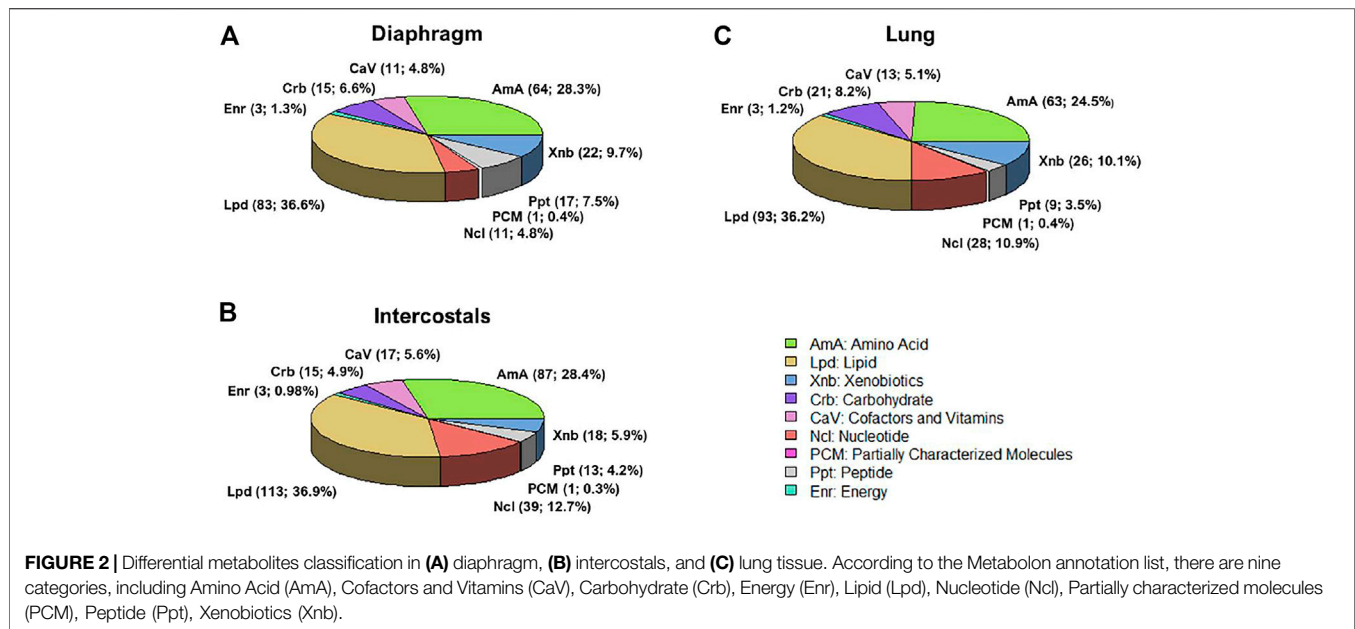 A
Diaphragm
CaV (11; 4.8%)
Crb (15; 6.6%)
AmA (64; 28.3%)
Enr (3; 1.3%)
Xnb (22; 9.7%)
Lpd (83; 36.6%)
Ppt (17; 7.5%)
PCM (1; 0.4%)
Ncl (11; 4.8%)
C
Lung
CaV (13; 5.1%)
Crb (21; 8.2%)
AmA (63; 24.5%)
Enr (3; 1.2%)
Xnb (26; 10.1%)
Lpd (93; 36.2%)
Ppt (9; 3.5%)
PCM (1; 0.4%)
Ncl (28; 10.9%)
B
Intercostals
CaV (17; 5.6%)
Crb (15; 4.9%)
AmA (87; 28.4%)
Enr (3; 0.98%)
Xnb (18; 5.9%)
Lpd (113; 36.9%)
Ppt (13; 4.2%)
PCM (1; 0.3%)
Ncl (39; 12.7%)
AmA: Amino Acid
Lpd: Lipid
Xnb: Xenobiotics
Crb: Carbohydrate
CaV: Cofactors and Vitamins
Ncl: Nucleotide
PCM: Partially Characterized Molecules
Ppt: Peptide
Enr: Energy
FIGURE 2 | Differential metabolites classification in (A) diaphragm, (B) intercostals, and (C) lung tissue. According to the Metabolon annotation list, there are nine
categories, including Amino Acid (AmA), Cofactors and Vitamins (CaV), Carbohydrate (Crb), Energy (Enr), Lipid (Lpd), Nucleotide (Ncl), Partially characterized molecules
(PCM), Peptide (Ppt), Xenobiotics (Xnb).